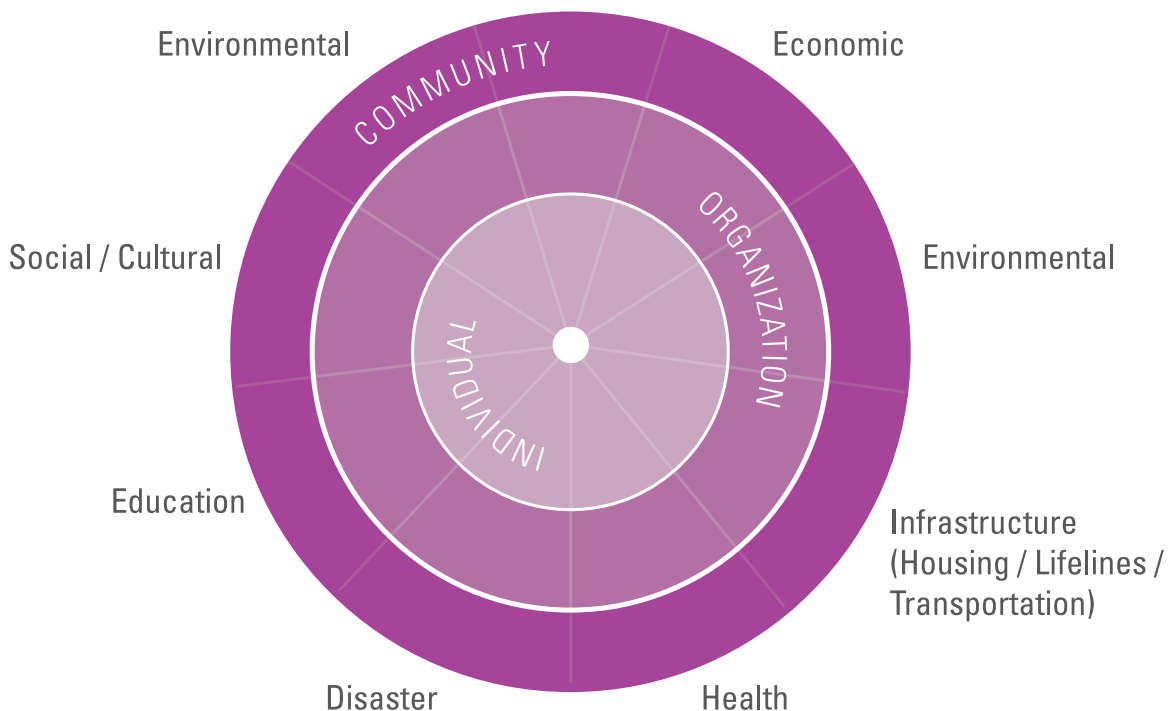 Environmental
Economic
COMMUNITY
ORGANIZATION
Social / Cultural
Environmental
INDIVIDUAL
Education
Infrastructure
(Housing / Lifelines /
Transportation)
Disaster
Health